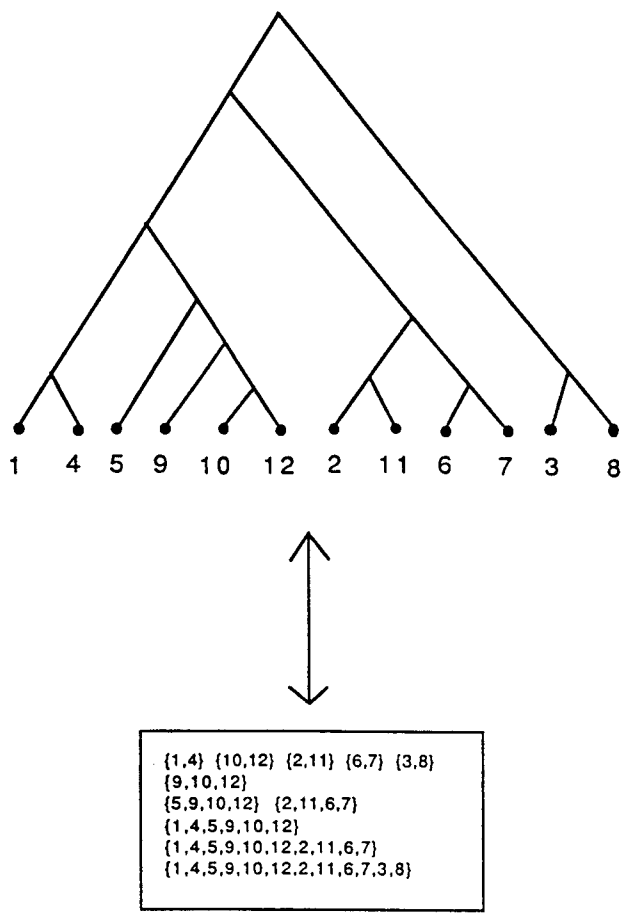 1 4 5 9 10 12 2 11 6 7 3 8
{1,4} {10,12} {2,11} {6,7} {3,8}
{9,10,12}
{5,9,10,12} {2,11,6,7}
{1,4,5,9,10,12}
{1,4,5,9,10,12,2,11,6,7}
{1,4,5,9,10,12,2,11,6,7,3,8}